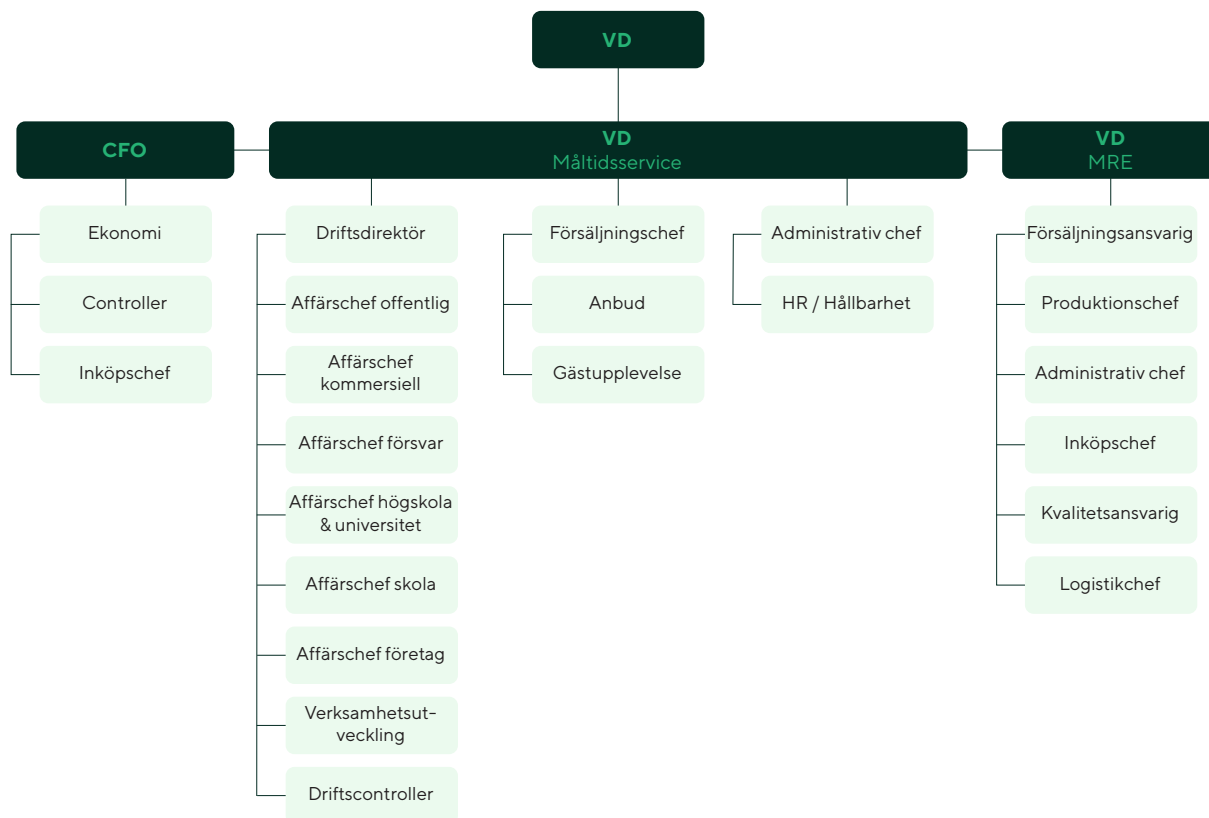 VD
CFO
VD
Måltidsservice
VD
MRE
Ekonomi
Controller
Inköpschef
Driftsdirektör
Affärschef offentlig
Affärschef
kommersiell
Affärschef försvar
Affärschef högskola
& universitet
Affärschef skola
Affärschef företag
Verksamhetsut-
veckling
Driftscontroller
Försäljningschef
Anbud
Gästupplevelse
Administrativ chef
HR / Hållbarhet
Försäljningsansvarig
Produktionschef
Administrativ chef
Inköpschef
Kvalitetsansvarig
Logistikchef